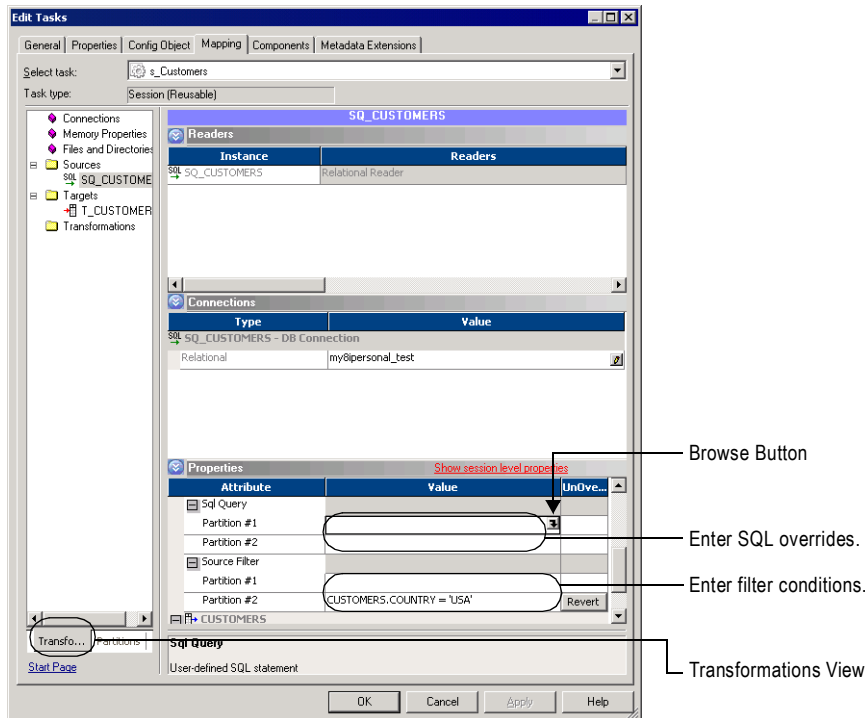 Edit Tasks
General Properties Config Object Mapping Components Metadata Extensions
Select task: s_Customers
Task type: Session (Reusable)
Connections
Memory Properties
Files and Directories
Sources
SQL SQ_CUSTOME
Targets
T_CUSTOMER
Transformations
SQ_CUSTOMERS
Readers
Instance Readers
SQL SQ_CUSTOMERS Relational Reader
Connections
Type Value
SQL SQ_CUSTOMERS - DB Connection
Relational my8ipersonal_test
Properties Show session level properties
Attribute Value UnOve...
Sql Query
Partition #1
Partition #2
Source Filter
Partition #1
Partition #2 CUSTOMERS.COUNTRY = 'USA' Revert
CUSTOMERS
Transfo... Partitions
Start Page
Sql Query
User-defined SQL statement
OK Cancel Apply Help
Browse Button
Enter SQL overrides.
Enter filter conditions.
Transformations View